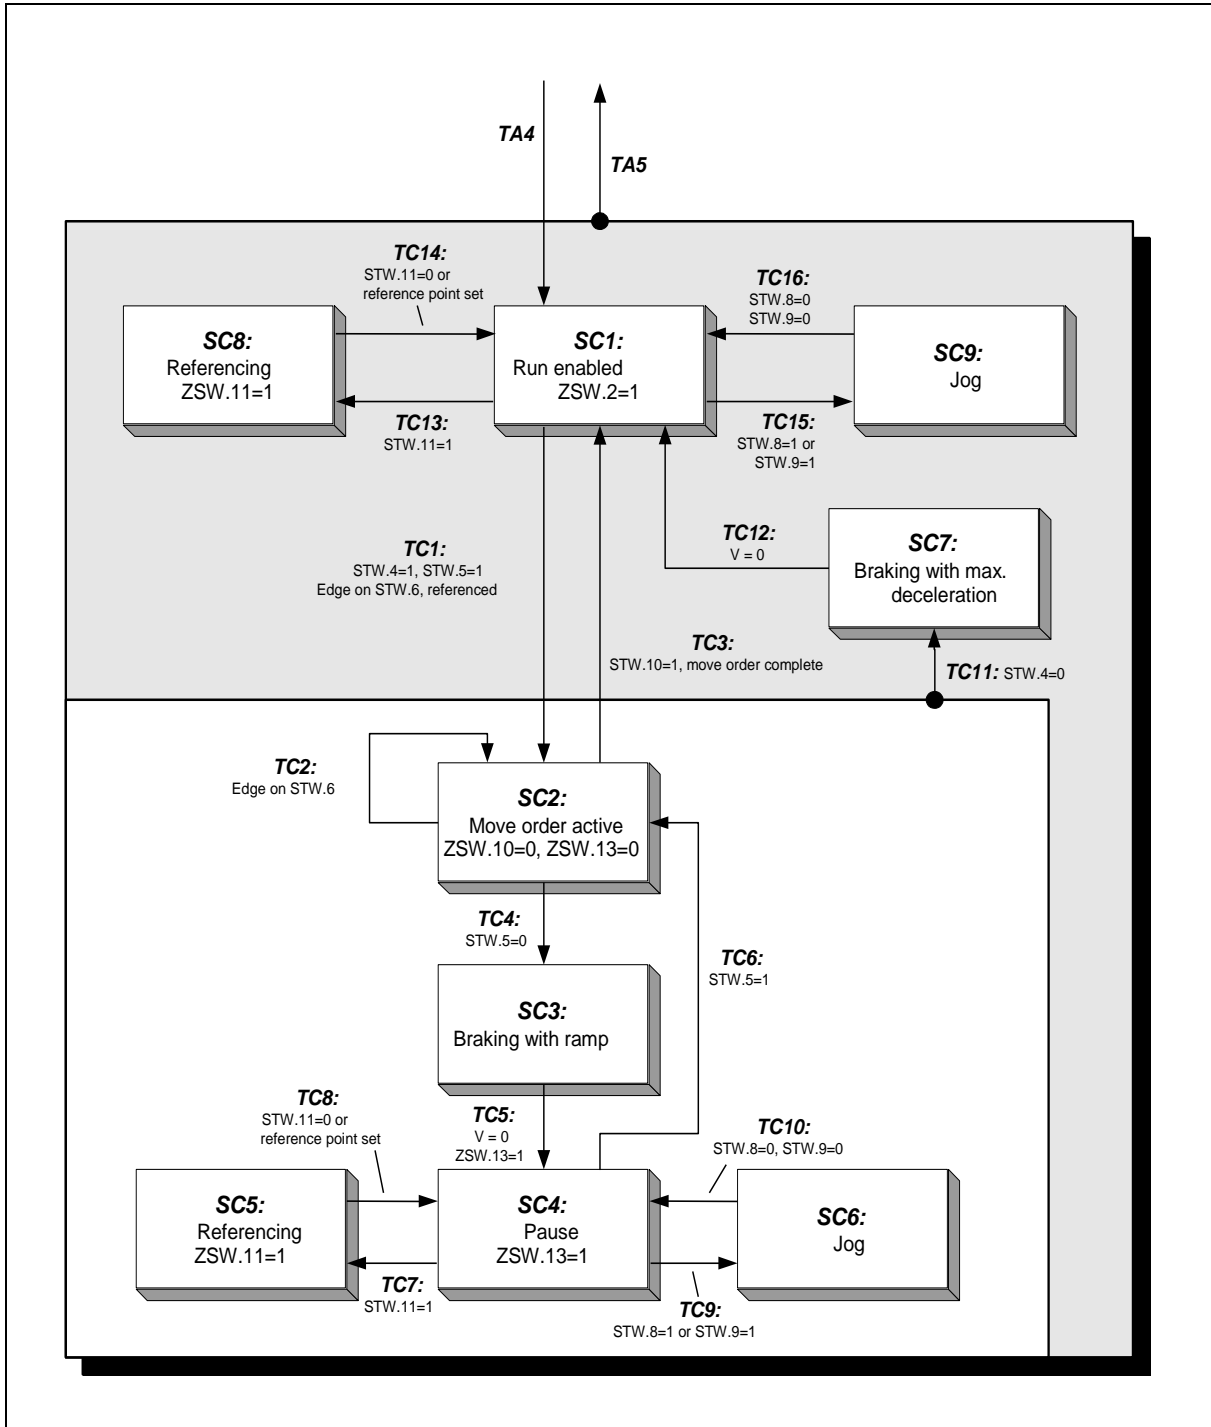 TA4
TA5
TC14:
STW.11=0 or
reference point set
TC16:
STW.8=0
STW.9=0
SC8:
Referencing
ZSW.11=1
SC1:
Run enabled
ZSW.2=1
SC9:
Jog
TC13:
STW.11=1
TC15:
STW.8=1 or
STW.9=1
TC12:
V = 0
SC7:
Braking with max.
deceleration
TC1:
STW.4=1, STW.5=1
Edge on STW.6, referenced
TC3:
STW.10=1, move order complete
TC11: STW.4=0
TC2:
Edge on STW.6
SC2:
Move order active
ZSW.10=0, ZSW.13=0
TC4:
STW.5=0
TC6:
STW.5=1
SC3:
Braking with ramp
TC8:
STW.11=0 or
reference point set
TC5:
V = 0
ZSW.13=1
TC10:
STW.8=0, STW.9=0
SC5:
Referencing
ZSW.11=1
SC4:
Pause
ZSW.13=1
SC6:
Jog
TC7:
STW.11=1
TC9:
STW.8=1 or STW.9=1